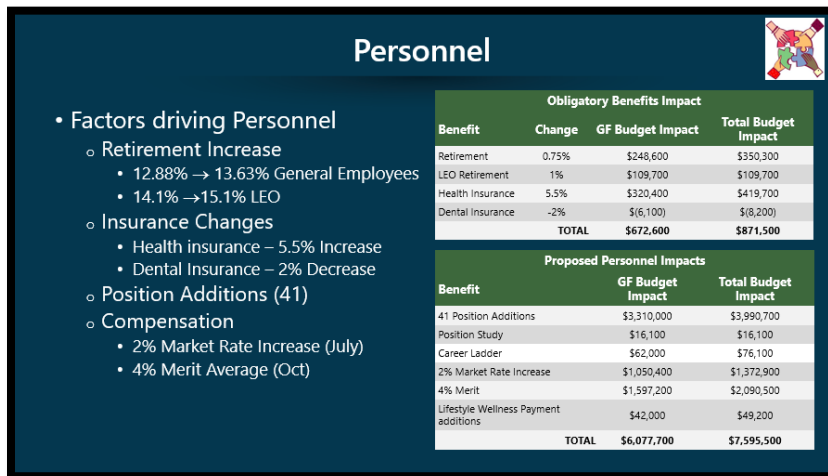 Personnel
• Factors driving Personnel
o Retirement Increase
• 12.88% → 13.63% General Employees
• 14.1% →15.1% LEO
o Insurance Changes
• Health insurance – 5.5% Increase
• Dental Insurance – 2% Decrease
o Position Additions (41)
o Compensation
• 2% Market Rate Increase (July)
• 4% Merit Average (Oct)
Obligatory Benefits Impact
Benefit Change GF Budget Impact Total Budget Impact
Retirement 0.75% $248,600 $350,300
LEO Retirement 1% $109,700 $109,700
Health Insurance 5.5% $320,400 $419,700
Dental Insurance -2% $(6,100) $(8,200)
TOTAL $672,600 $871,500
Proposed Personnel Impacts
Benefit GF Budget Impact Total Budget Impact
41 Position Additions $3,310,000 $3,990,700
Position Study $16,100 $16,100
Career Ladder $62,000 $76,100
2% Market Rate Increase $1,050,400 $1,372,900
4% Merit $1,597,200 $2,090,500
Lifestyle Wellness Payment additions $42,000 $49,200
TOTAL $6,077,700 $7,595,500